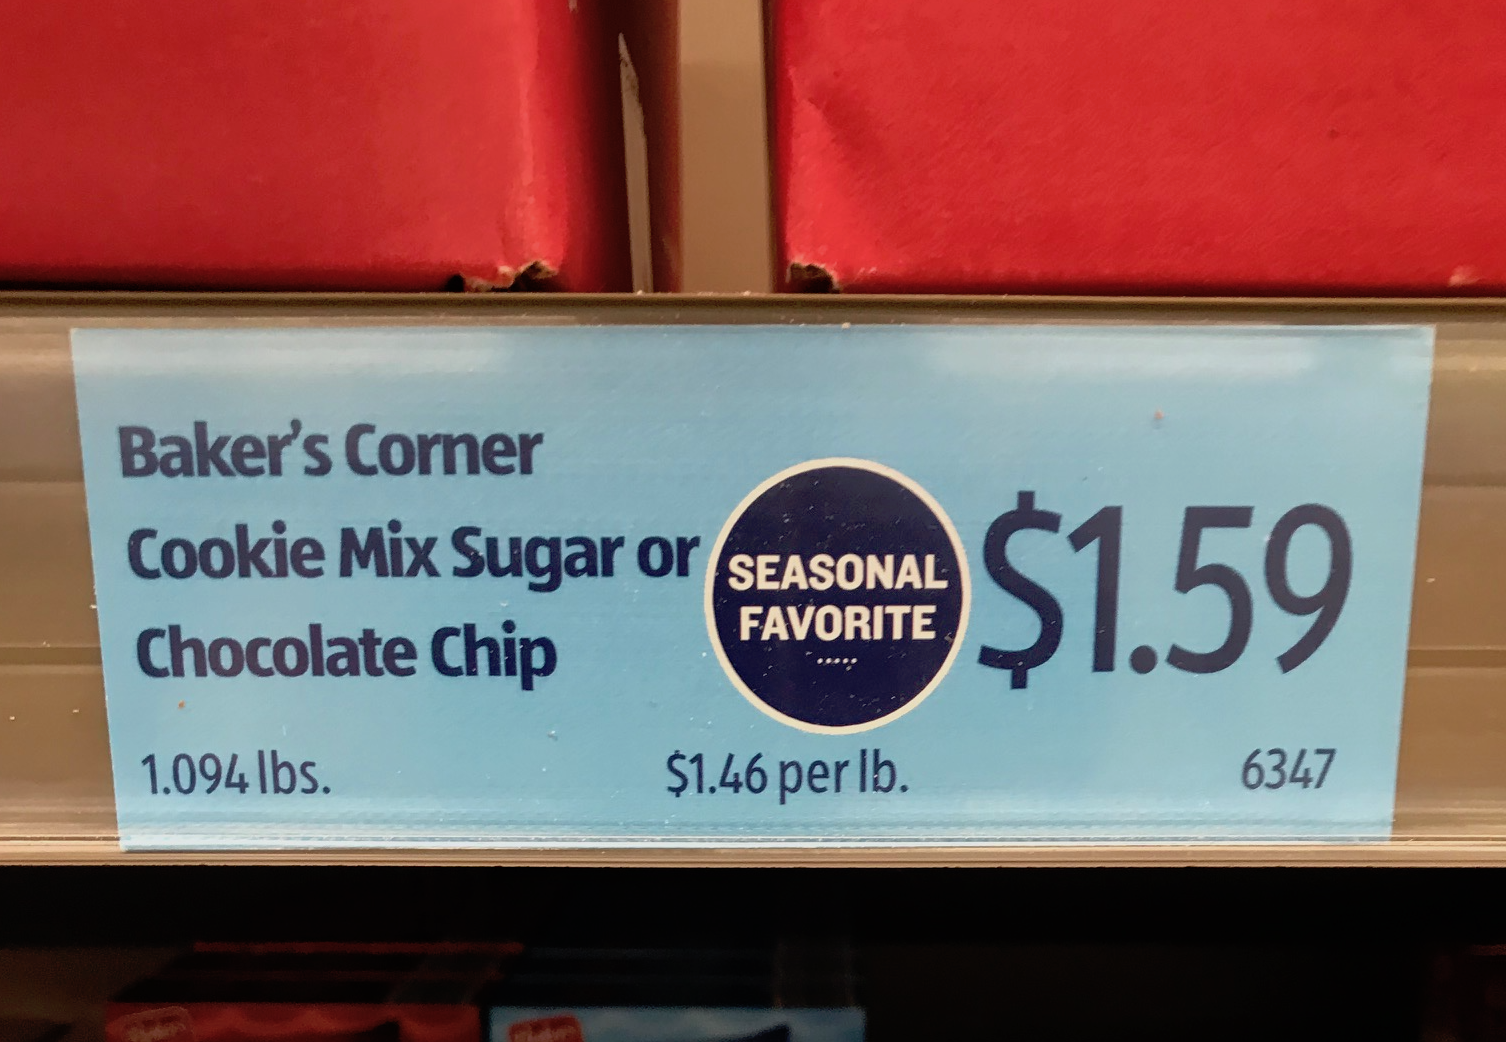 Baker's Corner
Cookie Mix Sugar or
Chocolate Chip
SEASONAL
FAVORITE
$1.59
1.094 lbs.
$1.46 per lb.
6347